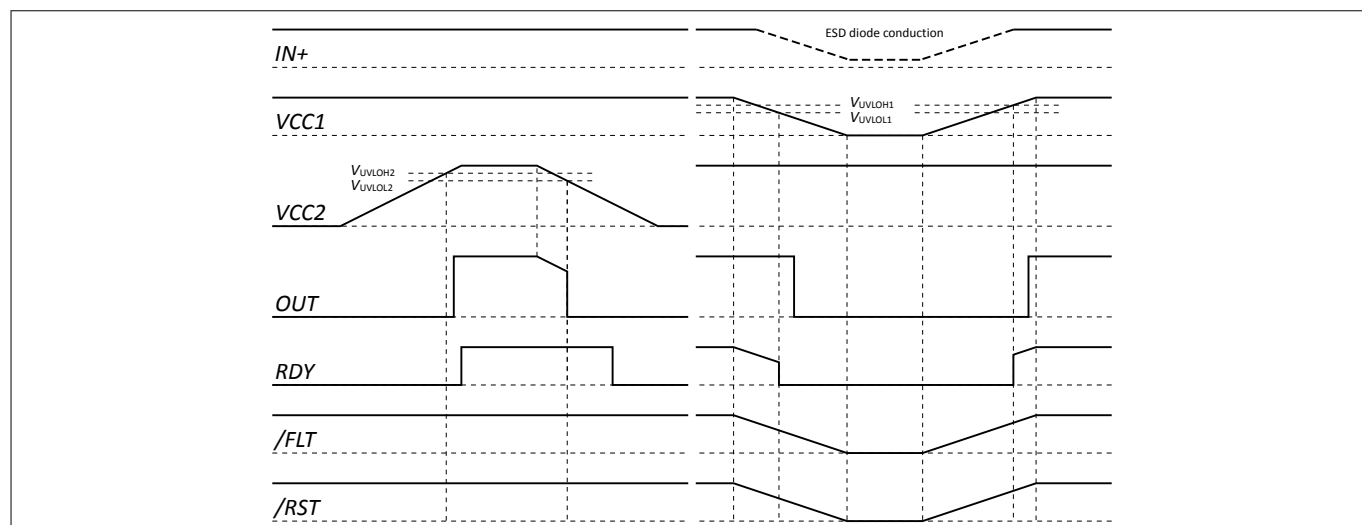 IN+
ESD diode conduction
VCC1
VUVLOH1
VUVLOL1
VCC2
VUVLOH2
VUVLOL2
OUT
RDY
/FLT
/RST